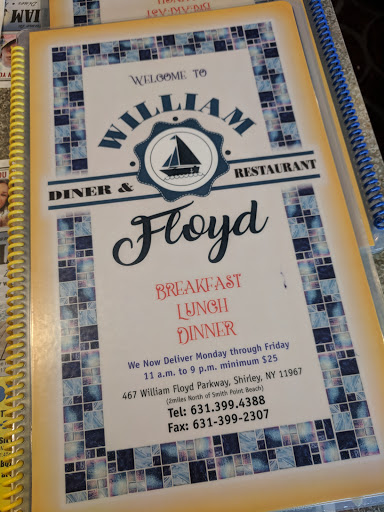 WELCOME TO
WILLIAM
DINER & RESTAURANT
Floyd
BREAKFAST
LUNCH
DINNER
We Now Deliver Monday through Friday
11 a.m. to 9 p.m. minimum $25
467 William Floyd Parkway, Shirley, NY 11967
(2miles North of Smith Point Beach)
Tel: 631.399.4388
Fax: 631-399-2307